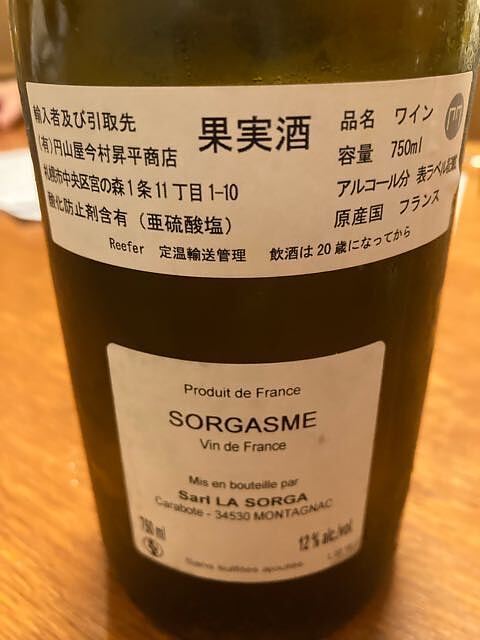 輸入者及び引取先
(有)円山屋今村昇平商店
札幌市中央区宮の森1条11丁目1-10
酸化防止剤含有（亜硫酸塩）
果実酒
品名 ワイン
容量 750ml
アルコール分 表ラベル記載
原産国 フランス
Reefer 定温輸送管理 飲酒は20歳になってから
Produit de France
SORGASME
Vin de France
Mis en bouteille par
Sarl LA SORGA
Carabote - 34530 MONTAGNAC
750 ml
12 % alc./vol.
Sans sulfites ajoutés